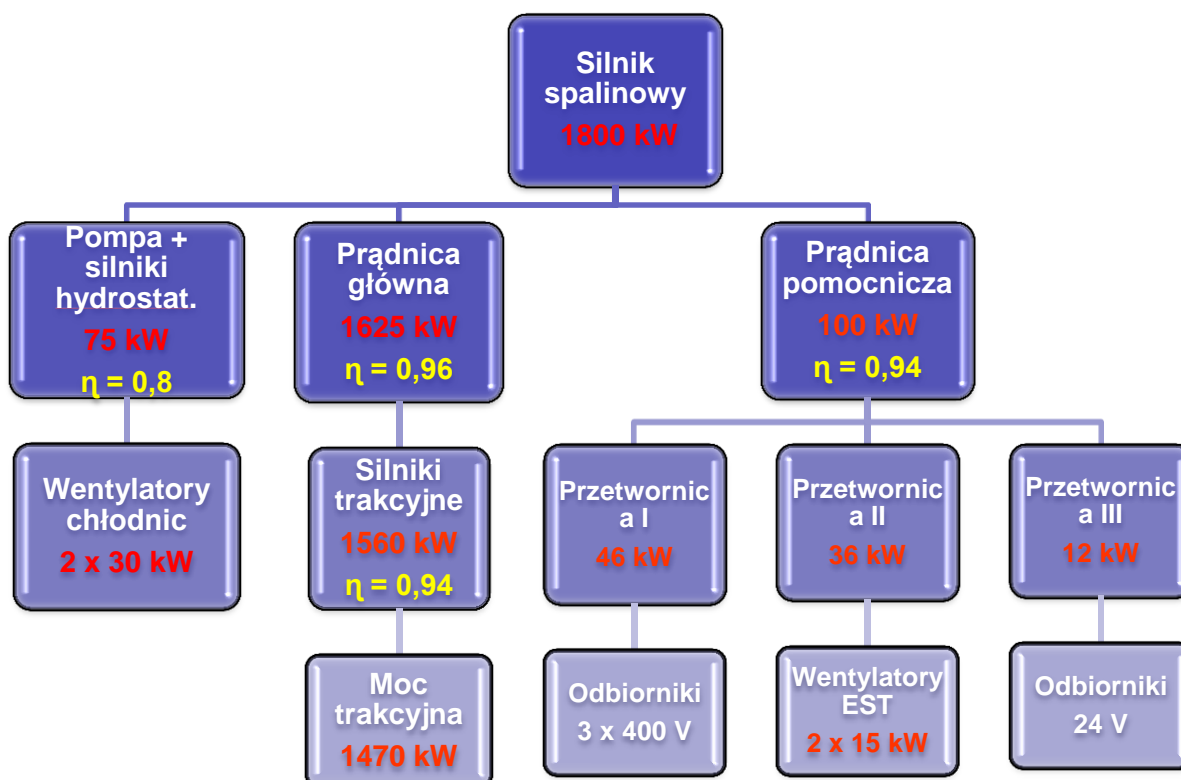 Silnik
spalinowy
1800 kW
Pompa +
silniki
hydrostat.
75 kW
η = 0,8
Prądnica
główna
1625 kW
η = 0,96
Prądnica
pomocnicza
100 kW
η = 0,94
Wentylatory
chłodnic
2 x 30 kW
Silniki
trakcyjne
1560 kW
η = 0,94
Przetwornic
a I
46 kW
Przetwornic
a II
36 kW
Przetwornic
a III
12 kW
Moc
trakcyjna
1470 kW
Odbiorniki
3 x 400 V
Wentylatory
EST
2 x 15 kW
Odbiorniki
24 V